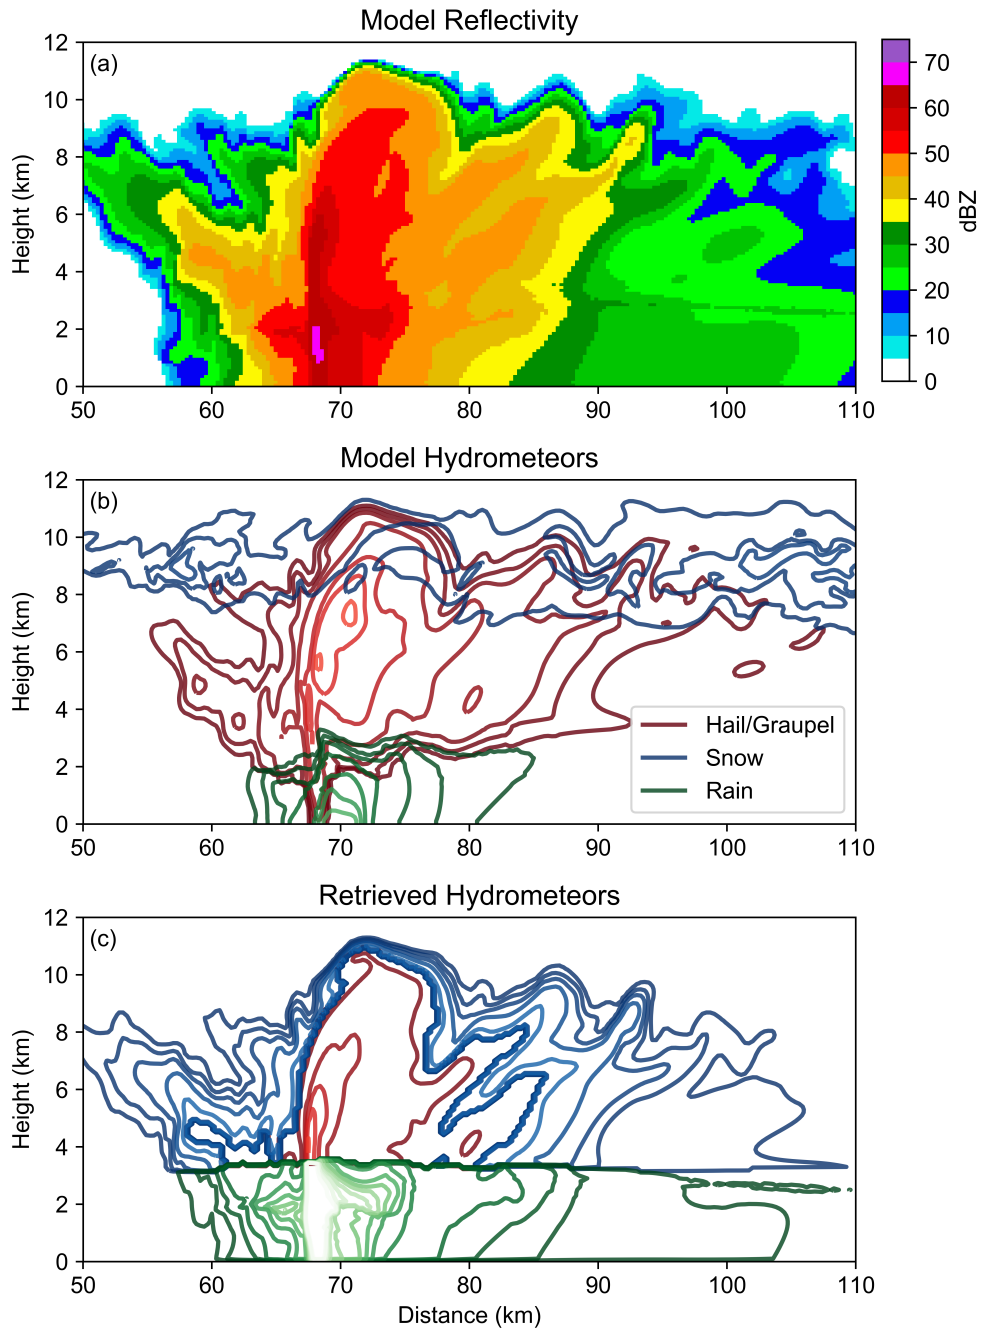 Model Reflectivity
(a)
12
10
8
6
4
2
0
Height (km)
50 60 70 80 90 100 110
70
60
50
40
30
20
10
0
dBZ
Model Hydrometeors
(b)
12
10
8
6
4
2
0
Height (km)
Hail/Graupel
Snow
Rain
50 60 70 80 90 100 110
Retrieved Hydrometeors
(c)
12
10
8
6
4
2
0
Height (km)
50 60 70 80 90 100 110
Distance (km)